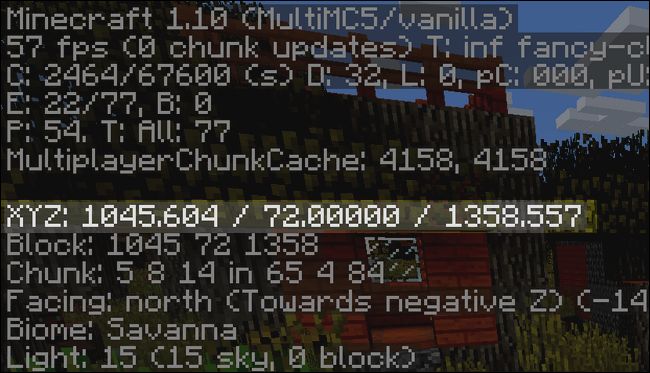 Minecraft 1.10 (MultiMC5/vanilla)
57 fps (0 chunk updates) T: inf fancy-cl
C: 2464/67600 (s) D: 32, L: 0, pC: 000, pU:
E: 22/77, B: 0
P: 54. T: All: 77
MultiplayerChunkCache: 4158, 4158
XYZ: 1045.604 / 72.00000 / 1358.557
Block: 1045 72 1358
Chunk: 5 8 14 in 65 4 84
Facing: north (Towards negative Z) (-14
Biome: Savanna
Light: 15 (15 sky, 0 block)